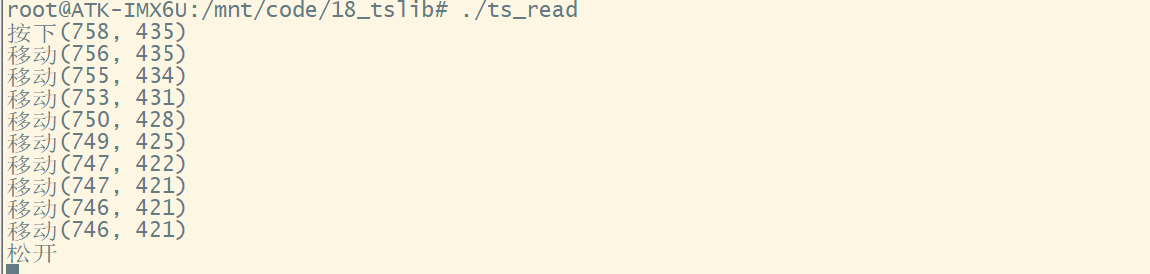 root@ATK-IMX6U:/mnt/code/18_tslib# ./ts_read
按下(758, 435)
移动(756, 435)
移动(755, 434)
移动(753, 431)
移动(750, 428)
移动(749, 425)
移动(747, 422)
移动(747, 421)
移动(746, 421)
移动(746, 421)
松开